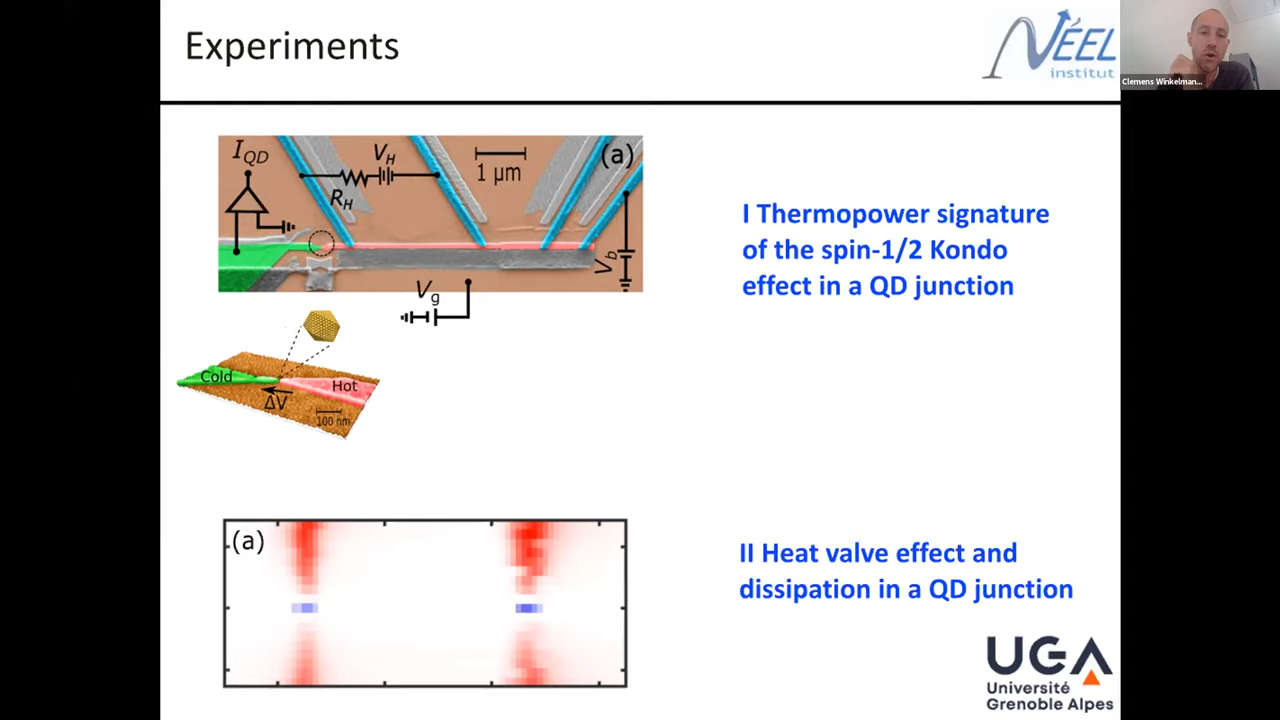 Experiments
NÉEL
institut
Clemens Winkelman...
I_QD
V_H
R_H
1 µm
(a)
V_b
V_g
I Thermopower signature
of the spin-1/2 Kondo
effect in a QD junction
Cold
Hot
ΔV
100 nm
(a)
II Heat valve effect and
dissipation in a QD junction
UGA
Université
Grenoble Alpes